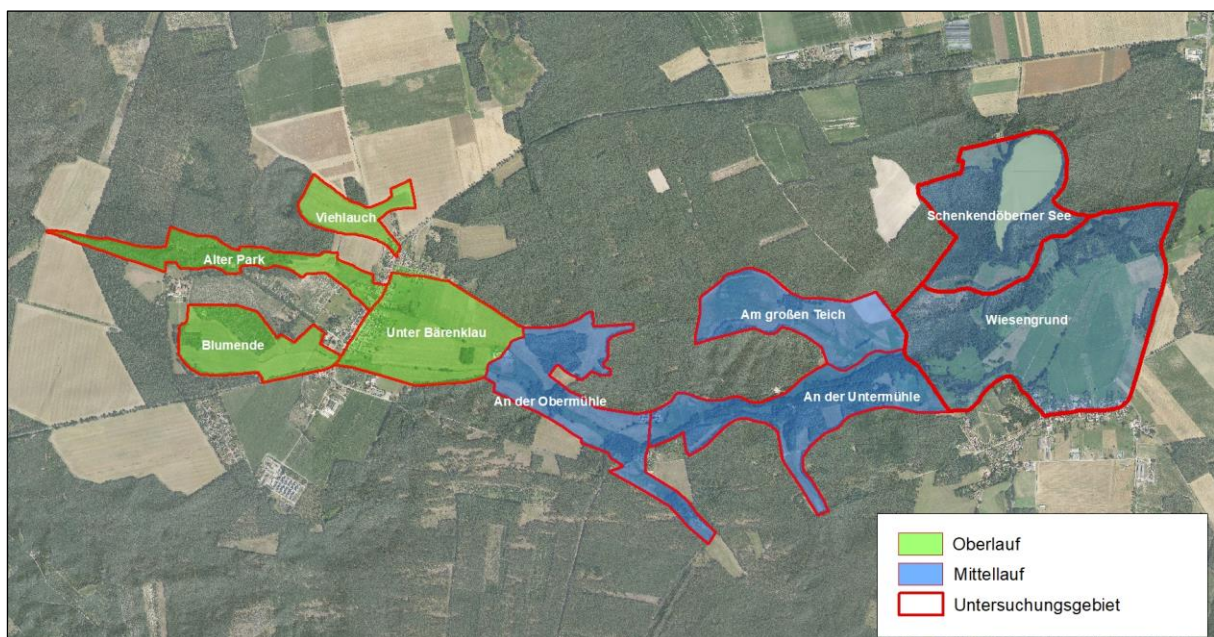 Viehlauch
Alter Park
Blumende
Unter Bärenklau
An der Obermühle
Am großen Teich
An der Untermühle
Schenkendöberner See
Wiesengrund
Oberlauf
Mittellauf
Untersuchungsgebiet